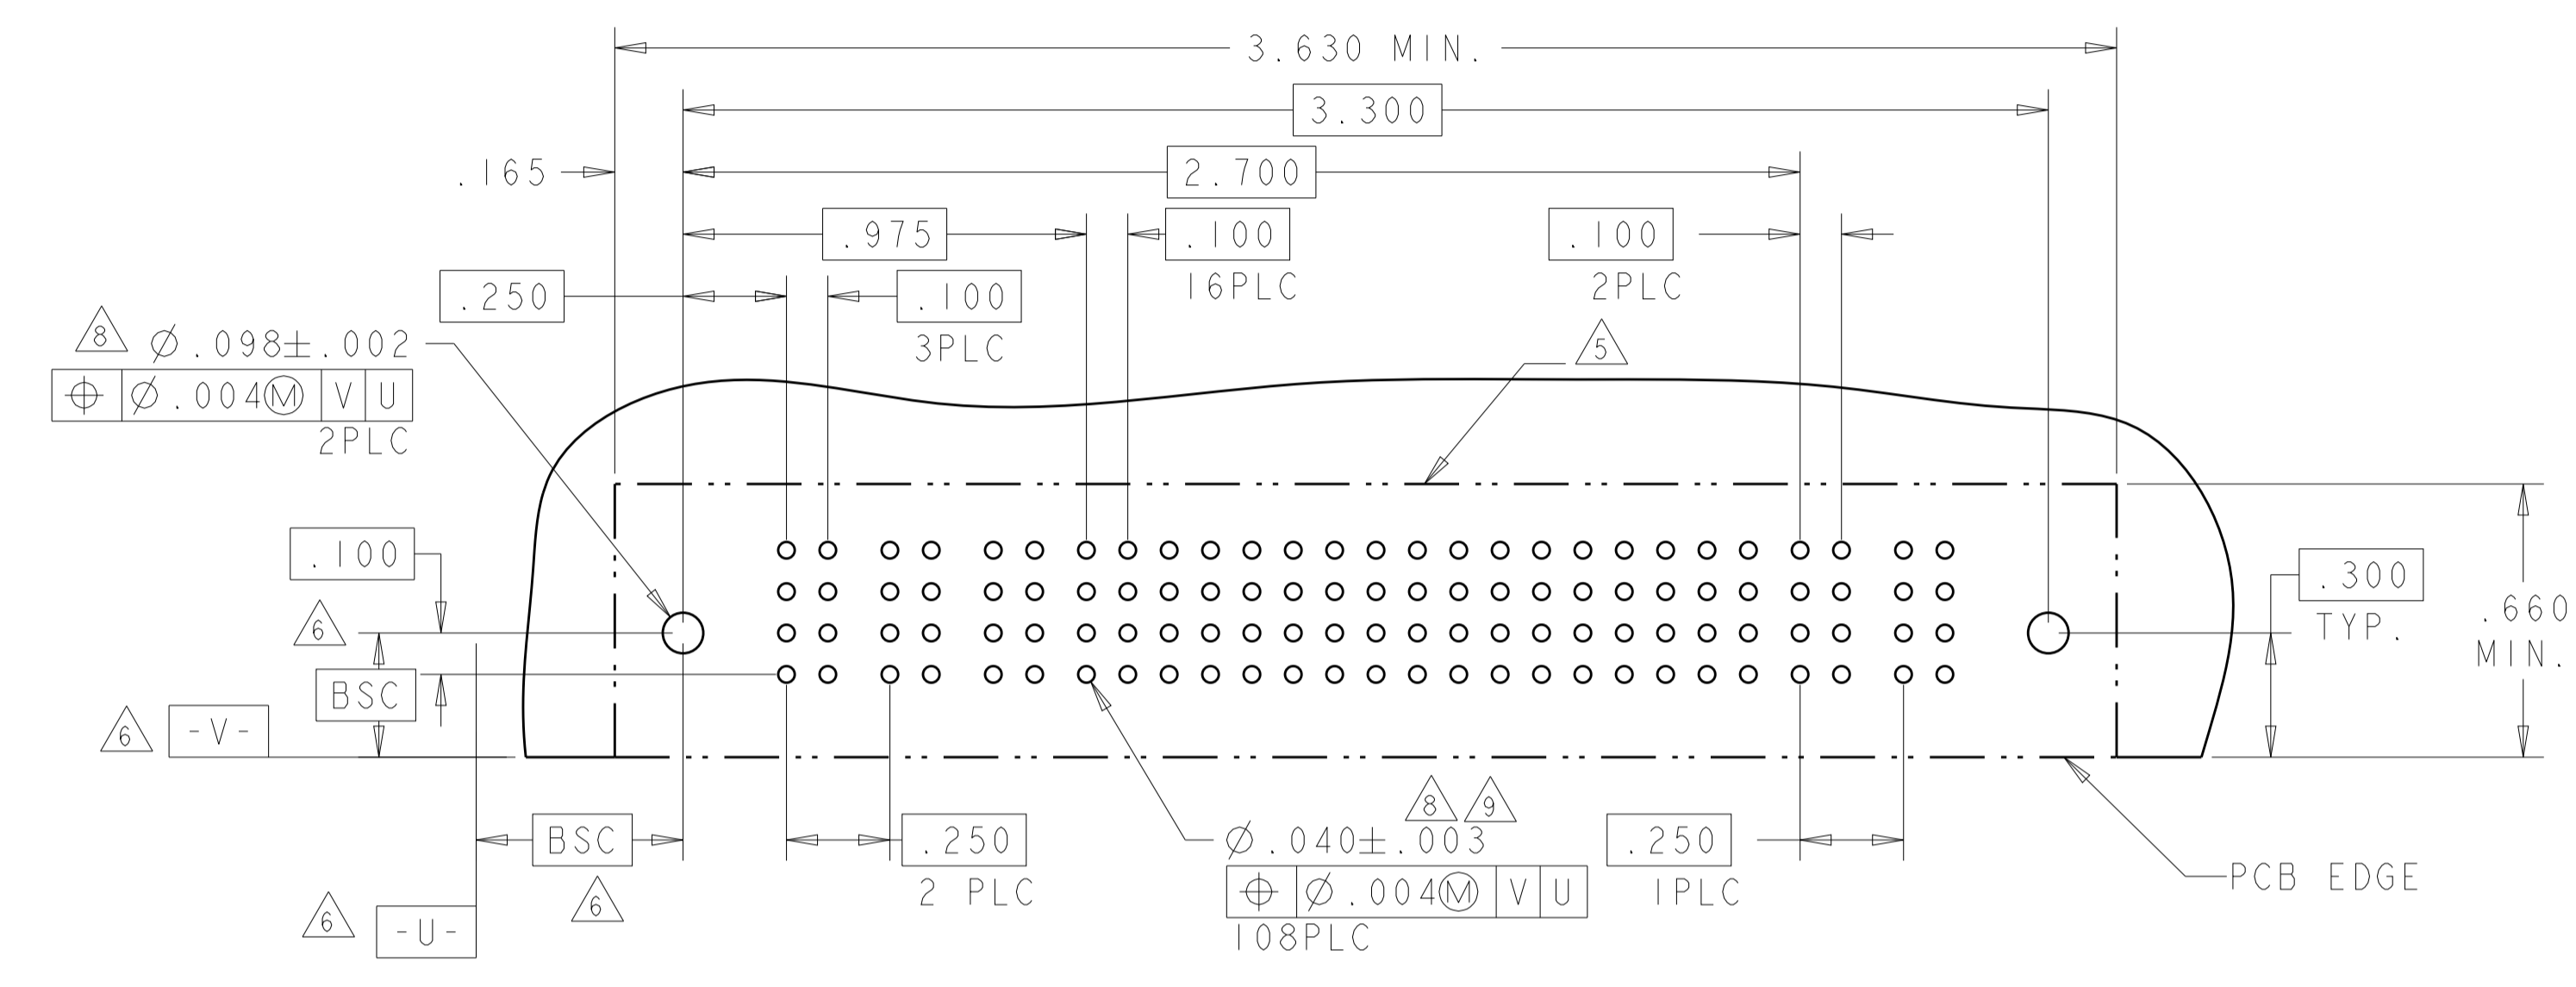 3.630 MIN.
3.300
.165
2.700
.975
.100
16PLC
.100
2PLC
.250
.100
3PLC
8
Ø.098±.002
⌖ Ø.004Ⓜ V U
2PLC
5
.100
6
BSC
6
-V-
.300
TYP.
.660
MIN.
BSC
6
6
-U-
.250
2 PLC
8 9
Ø.040±.003
⌖ Ø.004Ⓜ V U
108PLC
.250
1PLC
PCB EDGE